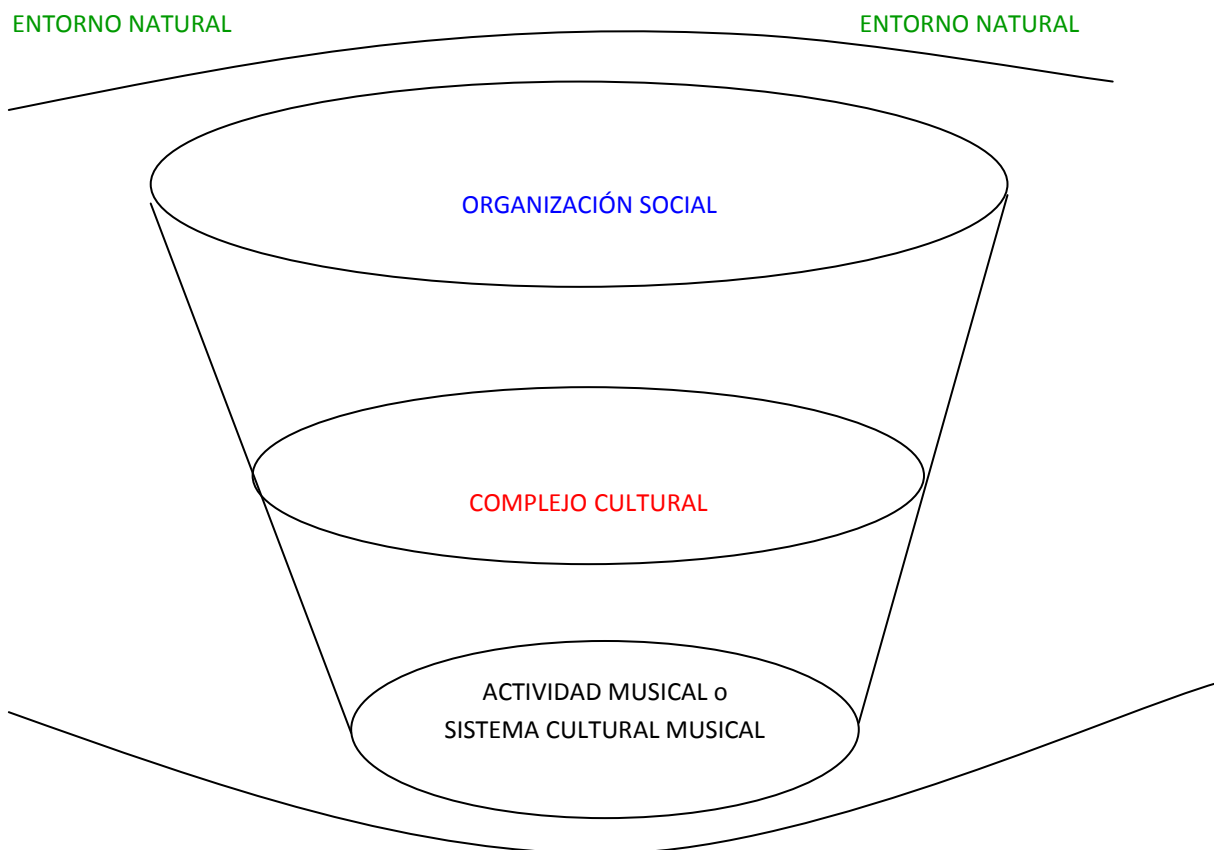 ENTORNO NATURAL
ENTORNO NATURAL
ORGANIZACIÓN SOCIAL
COMPLEJO CULTURAL
ACTIVIDAD MUSICAL o
SISTEMA CULTURAL MUSICAL